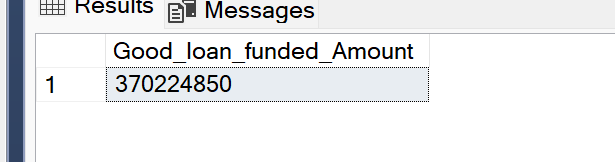 Results Messages
Good_loan_funded_Amount
1 370224850